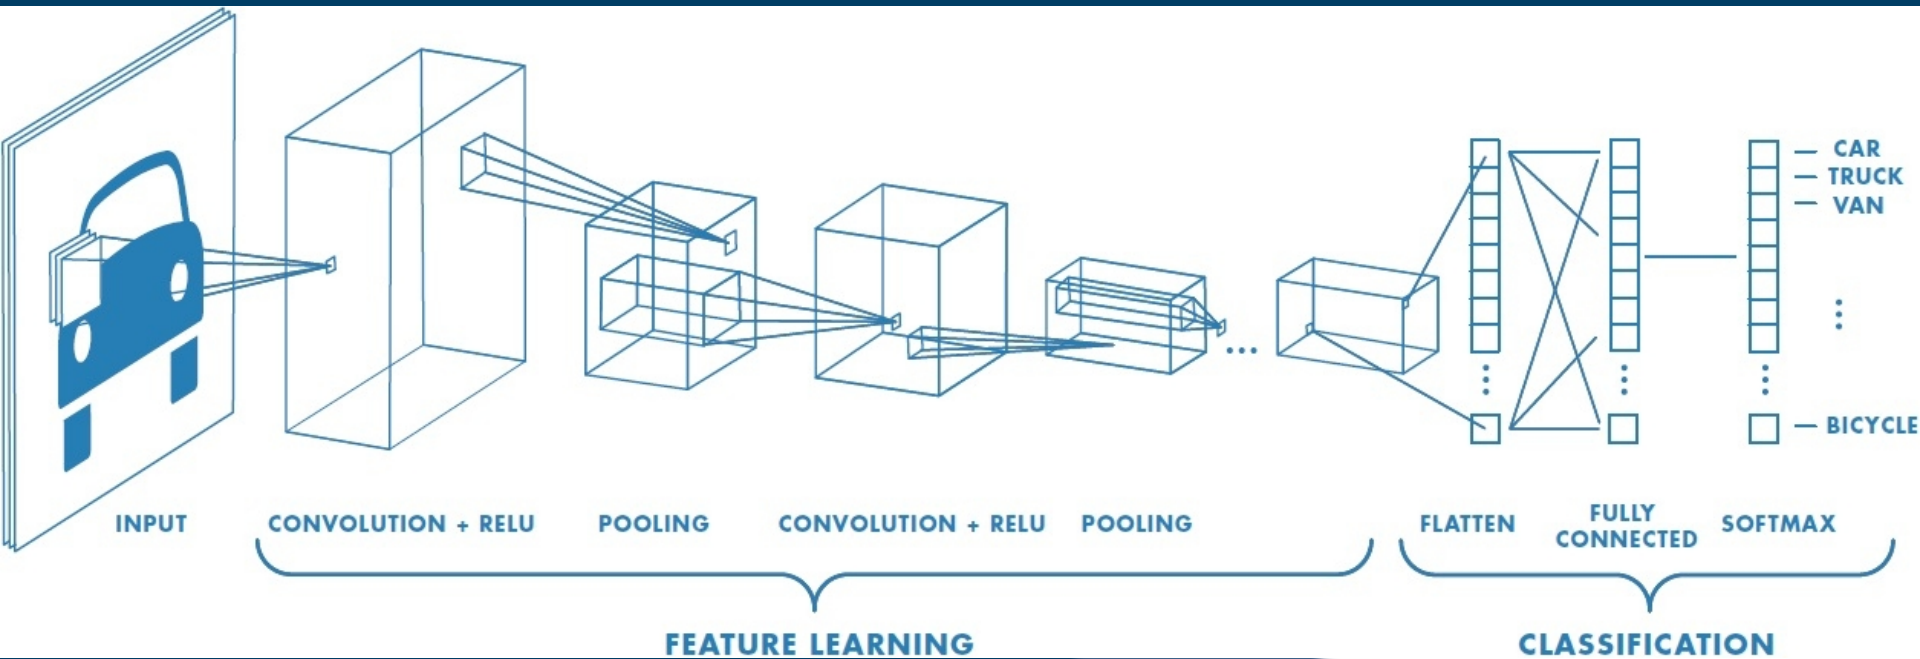 CAR
TRUCK
VAN
BICYCLE
INPUT
CONVOLUTION + RELU
POOLING
CONVOLUTION + RELU
POOLING
FLATTEN
FULLY
CONNECTED
SOFTMAX
FEATURE LEARNING
CLASSIFICATION